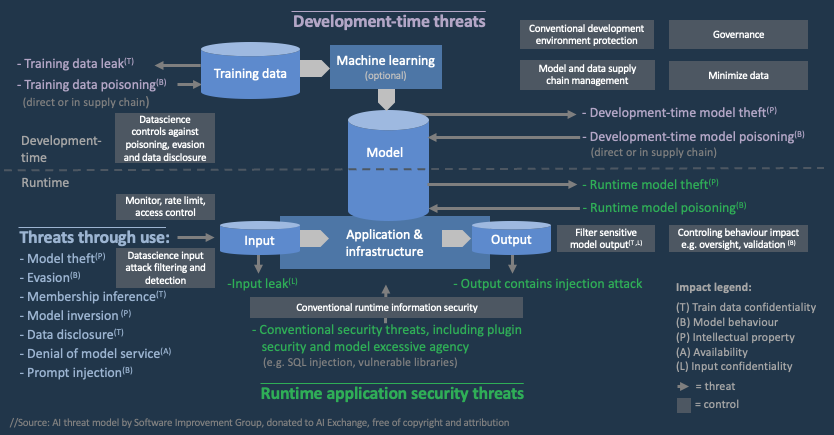 Development-time threats
Conventional development
environment protection
Governance
- Training data leak(T)
- Training data poisoning(B)
(direct or in supply chain)
Training data
Machine learning
(optional)
Model and data supply
chain management
Minimize data
Datascience
controls against
poisoning, evasion
and data disclosure
Model
- Development-time model theft(P)
- Development-time model poisoning(B)
(direct or in supply chain)
Development-
time
Runtime
- Runtime model theft(P)
- Runtime model poisoning(B)
Monitor, rate limit,
access control
Threats through use:
Input
Application &
infrastructure
Output
Filter sensitive
model output(T,L)
Controling behaviour impact
e.g. oversight, validation (B)
- Model theft(P)
- Evasion(B)
- Membership inference(T)
- Model inversion (P)
- Data disclosure(T)
- Denial of model service(A)
- Prompt injection(B)
Datascience input
attack filtering and
detection
-Input leak(L)
- Output contains injection attack
Conventional runtime information security
- Conventional security threats, including plugin
security and model excessive agency
(e.g. SQL injection, vulnerable libraries)
Runtime application security threats
Impact legend:
(T) Train data confidentiality
(B) Model behaviour
(P) Intellectual property
(A) Availability
(L) Input confidentiality
= threat
= control
//Source: AI threat model by Software Improvement Group, donated to AI Exchange, free of copyright and attribution